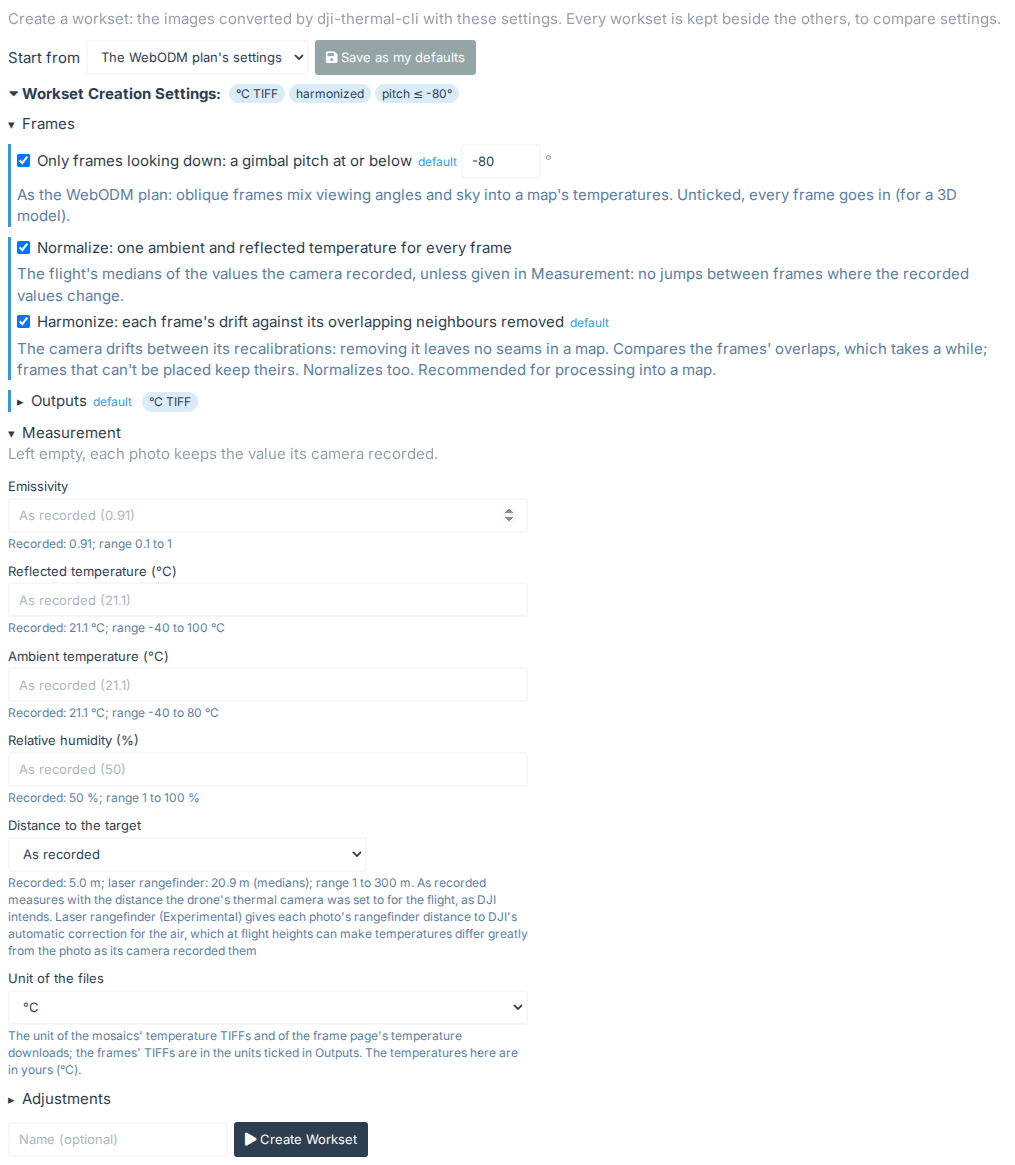 Create a workset: the images converted by dji-thermal-cli with these settings. Every workset is kept beside the others, to compare settings.
Start from The WebODM plan's settings Save as my defaults
Workset Creation Settings: °C TIFF harmonized pitch ≤ -80°
Frames
Only frames looking down: a gimbal pitch at or below default -80 °
As the WebODM plan: oblique frames mix viewing angles and sky into a map's temperatures. Unticked, every frame goes in (for a 3D
model).
Normalize: one ambient and reflected temperature for every frame
The flight's medians of the values the camera recorded, unless given in Measurement: no jumps between frames where the recorded
values change.
Harmonize: each frame's drift against its overlapping neighbours removed default
The camera drifts between its recalibrations: removing it leaves no seams in a map. Compares the frames' overlaps, which takes a while;
frames that can't be placed keep theirs. Normalizes too. Recommended for processing into a map.
Outputs default °C TIFF
Measurement
Left empty, each photo keeps the value its camera recorded.
Emissivity
As recorded (0.91)
Recorded: 0.91; range 0.1 to 1
Reflected temperature (°C)
As recorded (21.1)
Recorded: 21.1 °C; range -40 to 100 °C
Ambient temperature (°C)
As recorded (21.1)
Recorded: 21.1 °C; range -40 to 80 °C
Relative humidity (%)
As recorded (50)
Recorded: 50 %; range 1 to 100 %
Distance to the target
As recorded
Recorded: 5.0 m; laser rangefinder: 20.9 m (medians); range 1 to 300 m. As recorded
measures with the distance the drone's thermal camera was set to for the flight, as DJI
intends. Laser rangefinder (Experimental) gives each photo's rangefinder distance to DJI's
automatic correction for the air, which at flight heights can make temperatures differ greatly
from the photo as its camera recorded them
Unit of the files
°C
The unit of the mosaics' temperature TIFFs and of the frame page's temperature
downloads; the frames' TIFFs are in the units ticked in Outputs. The temperatures here are
in yours (°C).
Adjustments
Name (optional) Create Workset